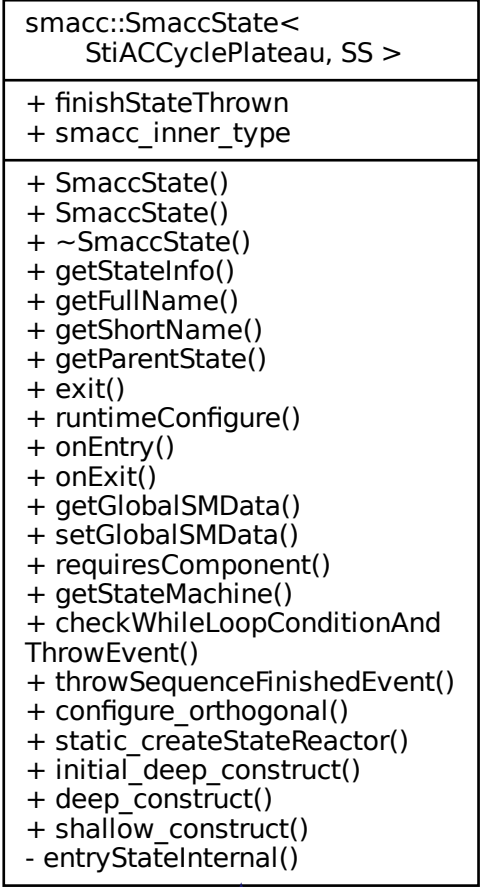 smacc::SmaccState<
StiACCyclePlateau, SS >
+ finishStateThrown
+ smacc_inner_type
+ SmaccState()
+ SmaccState()
+ ~SmaccState()
+ getStateInfo()
+ getFullName()
+ getShortName()
+ getParentState()
+ exit()
+ runtimeConfigure()
+ onEntry()
+ onExit()
+ getGlobalSMData()
+ setGlobalSMData()
+ requiresComponent()
+ getStateMachine()
+ checkWhileLoopConditionAnd
ThrowEvent()
+ throwSequenceFinishedEvent()
+ configure_orthogonal()
+ static_createStateReactor()
+ initial_deep_construct()
+ deep_construct()
+ shallow_construct()
- entryStateInternal()